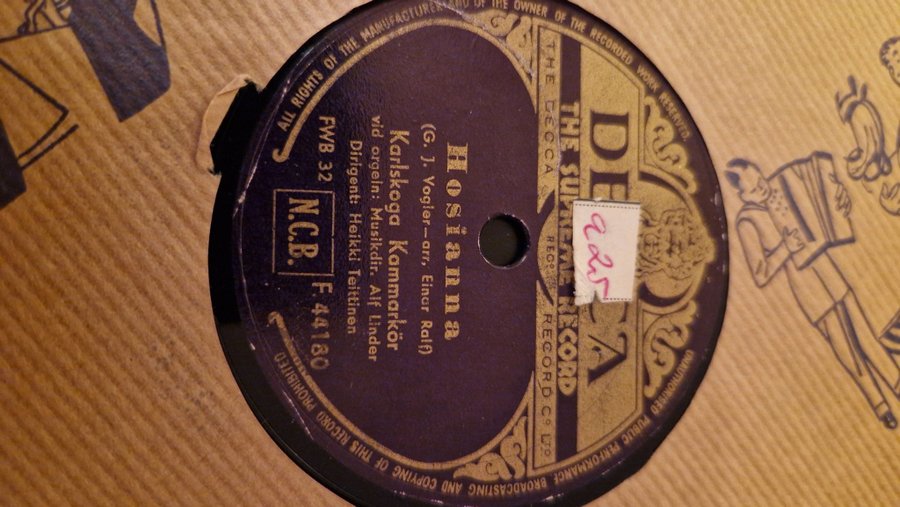 ALL RIGHTS OF THE MANUFACTURER AND OF THE OWNER OF THE RECORDED WORK RESERVED
UNAUTHORISED PUBLIC PERFORMANCE BROADCASTING AND COPYING OF THIS RECORD PROHIBITED
DECCA
THE SUPREME RECORD
THE DECCA RECORD CO. LTD.
REGD.
Hosianna
(G. J. Vogler—arr. Einar Ralf)
Karlskoga Kammarkör
vid orgeln: Musikdir. Alf Linder
Dirigent: Heikki Teittinen
FWB 32
N.C.B.
F 44180